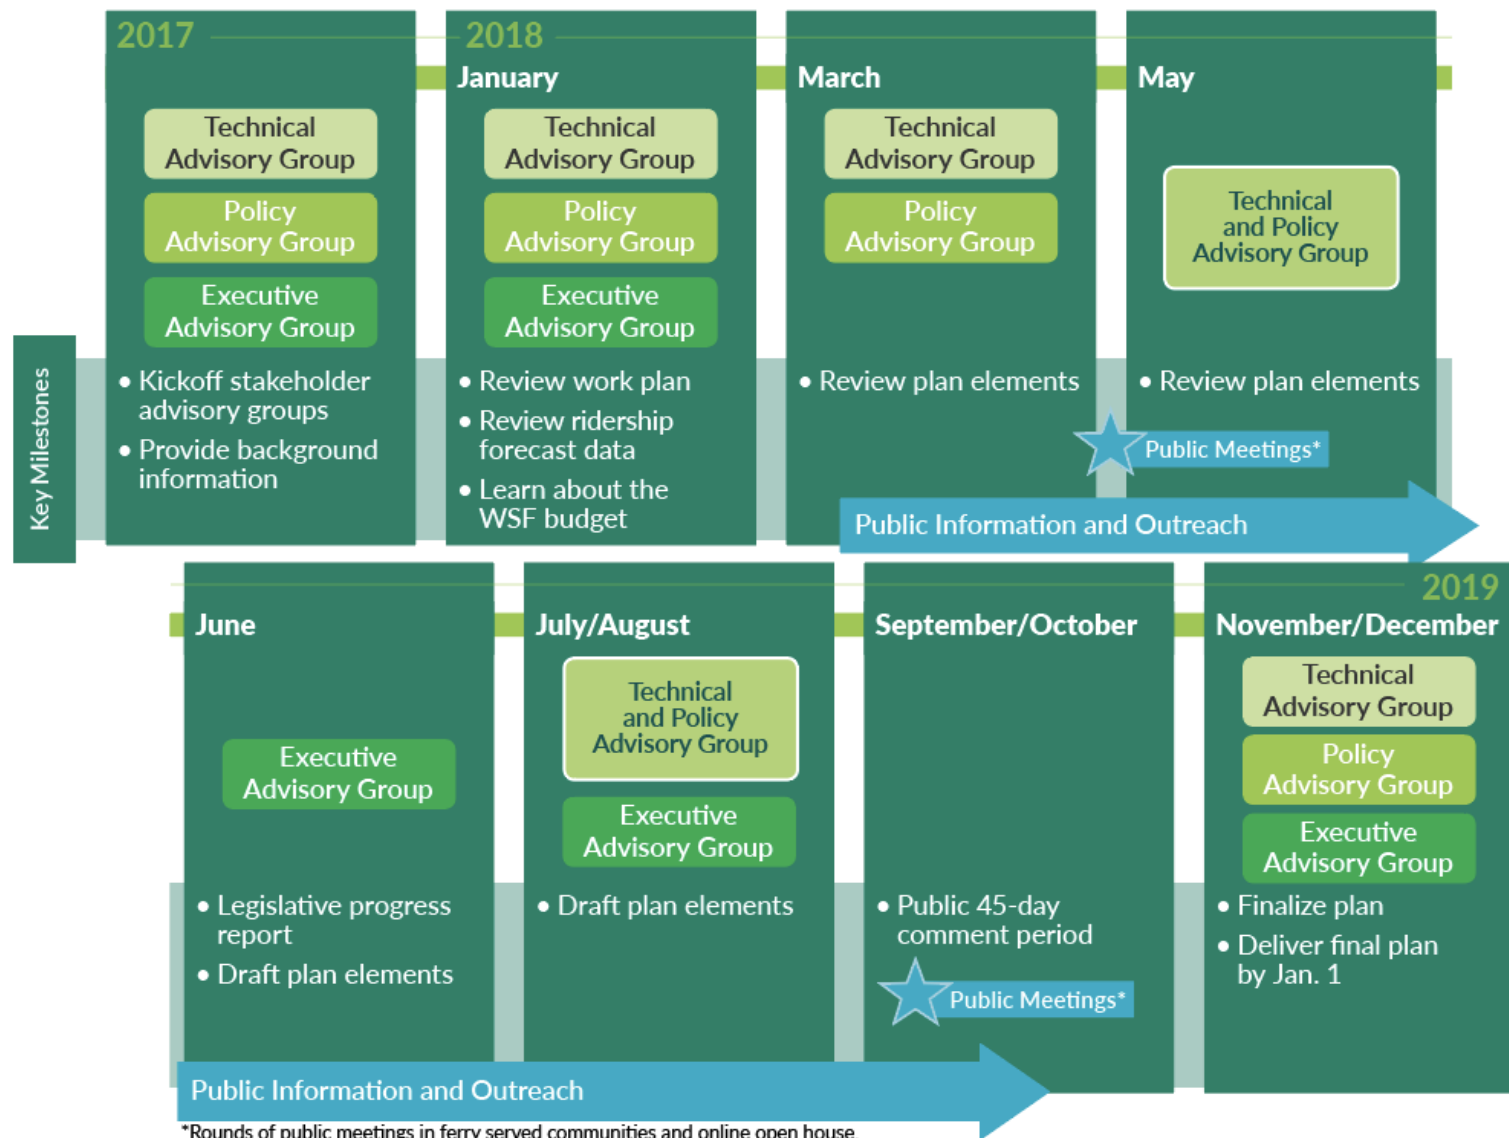 2017
2018
January
March
May
Technical
Advisory Group
Policy
Advisory Group
Executive
Advisory Group
Technical
Advisory Group
Policy
Advisory Group
Executive
Advisory Group
Technical
Advisory Group
Policy
Advisory Group
Technical
and Policy
Advisory Group
Key Milestones
• Kickoff stakeholder
advisory groups
• Provide background
information
• Review work plan
• Review ridership
forecast data
• Learn about the
WSF budget
• Review plan elements
• Review plan elements
Public Meetings*
Public Information and Outreach
2019
June
July/August
September/October
November/December
Executive
Advisory Group
Technical
and Policy
Advisory Group
Executive
Advisory Group
Technical
Advisory Group
Policy
Advisory Group
Executive
Advisory Group
• Legislative progress
report
• Draft plan elements
• Draft plan elements
• Public 45-day
comment period
Public Meetings*
• Finalize plan
• Deliver final plan
by Jan. 1
Public Information and Outreach
*Rounds of public meetings in ferry served communities and online open house.